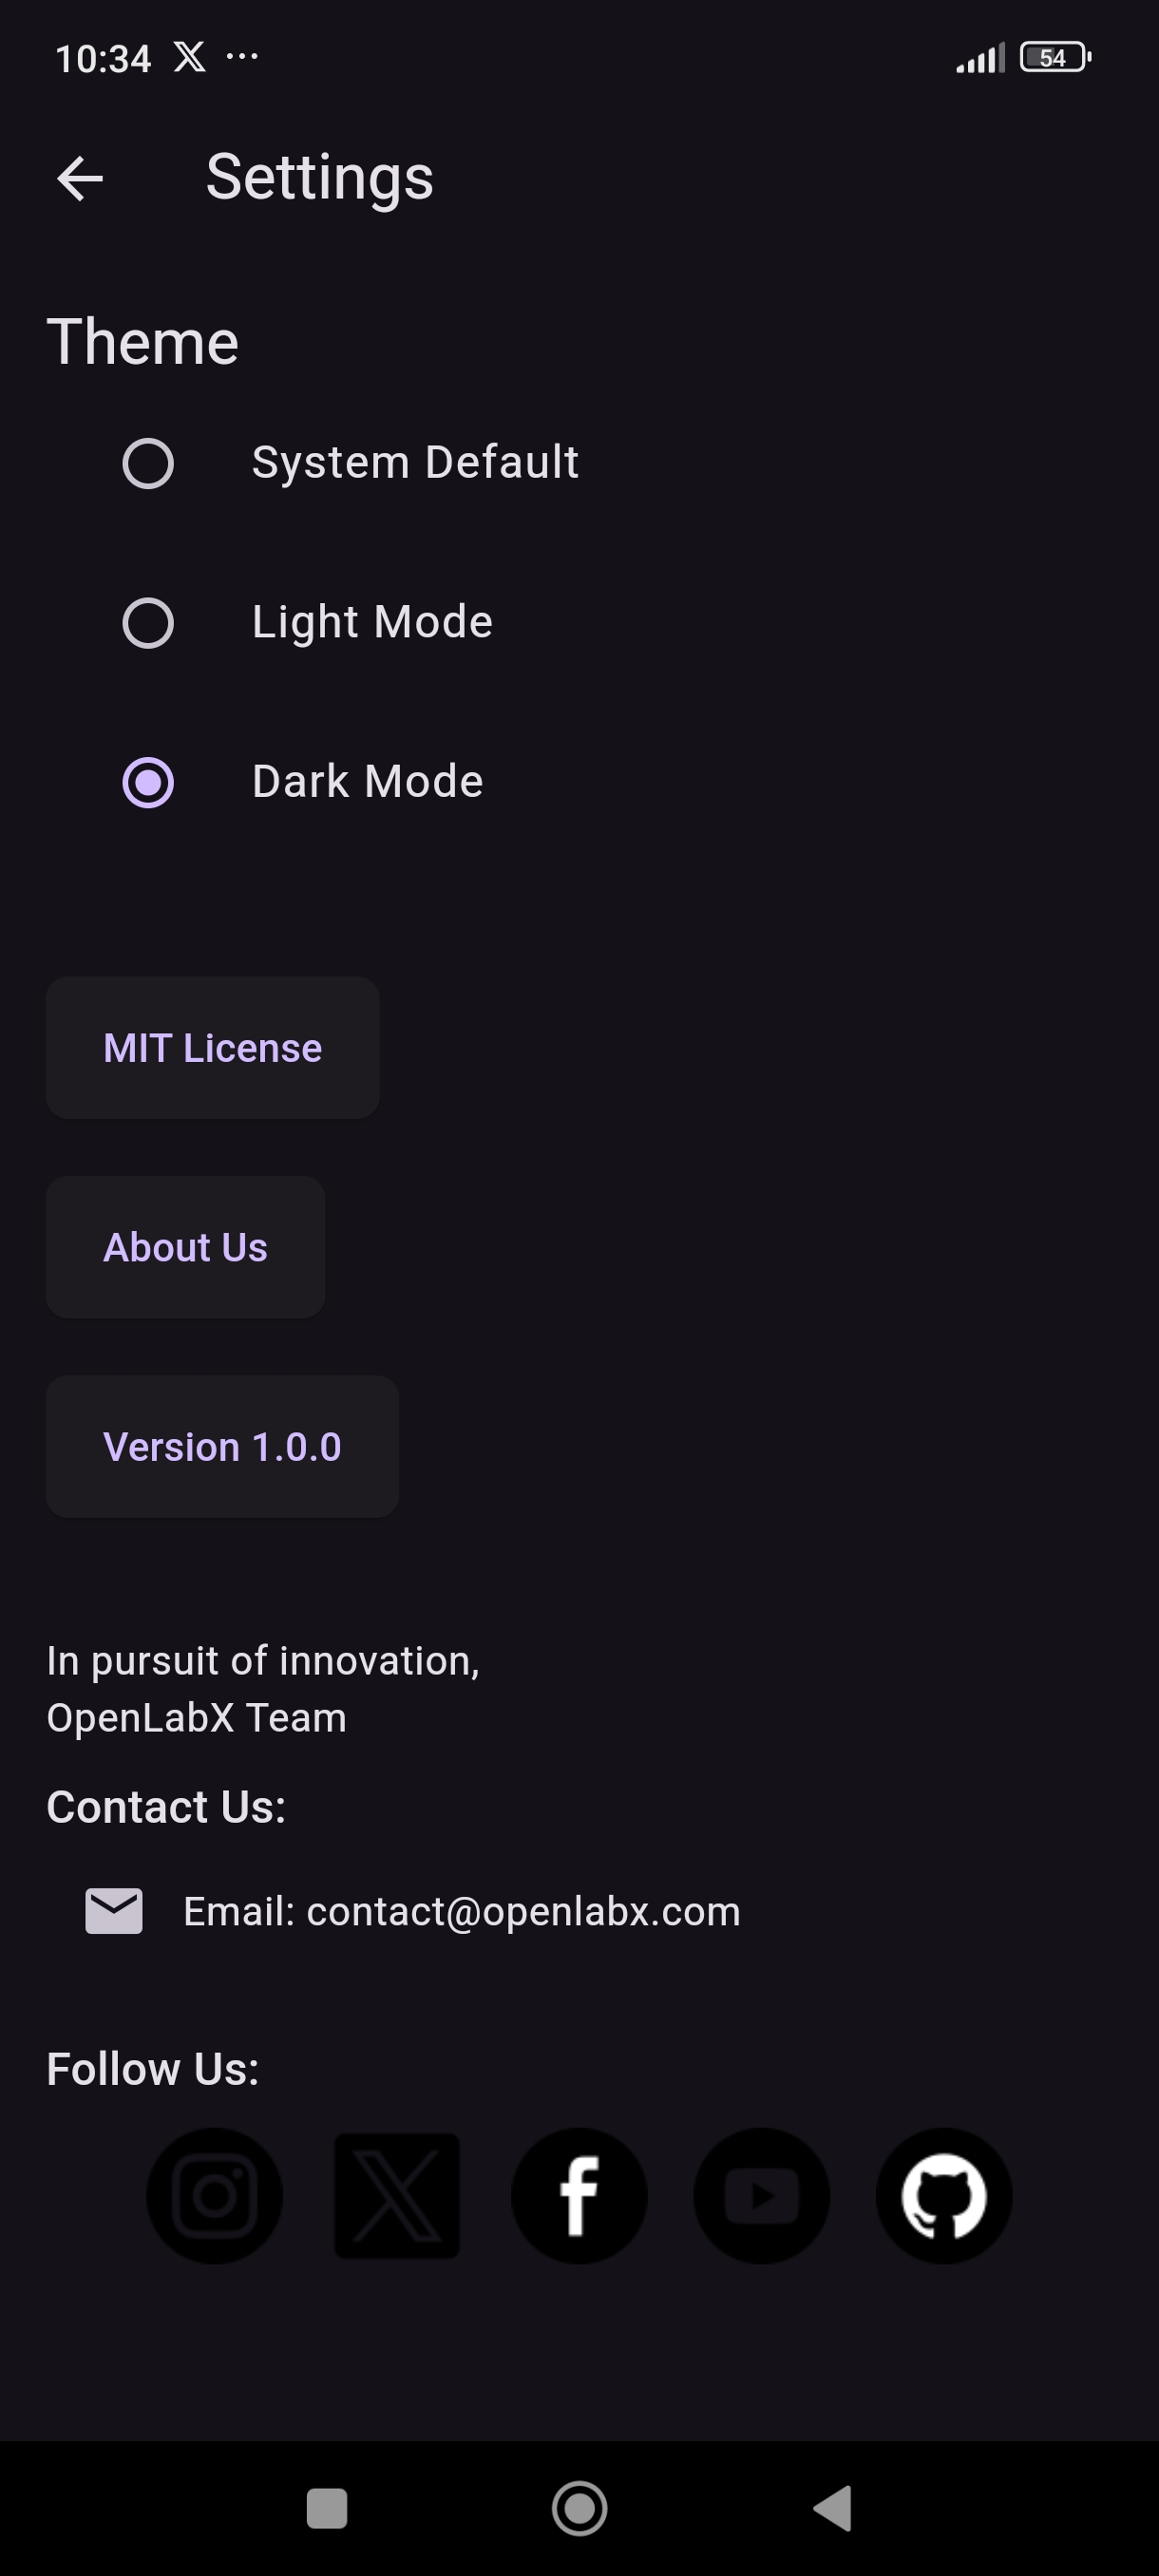 10:34
54
Settings
Theme
System Default
Light Mode
Dark Mode
MIT License
About Us
Version 1.0.0
In pursuit of innovation,
OpenLabX Team
Contact Us:
Email: contact@openlabx.com
Follow Us: